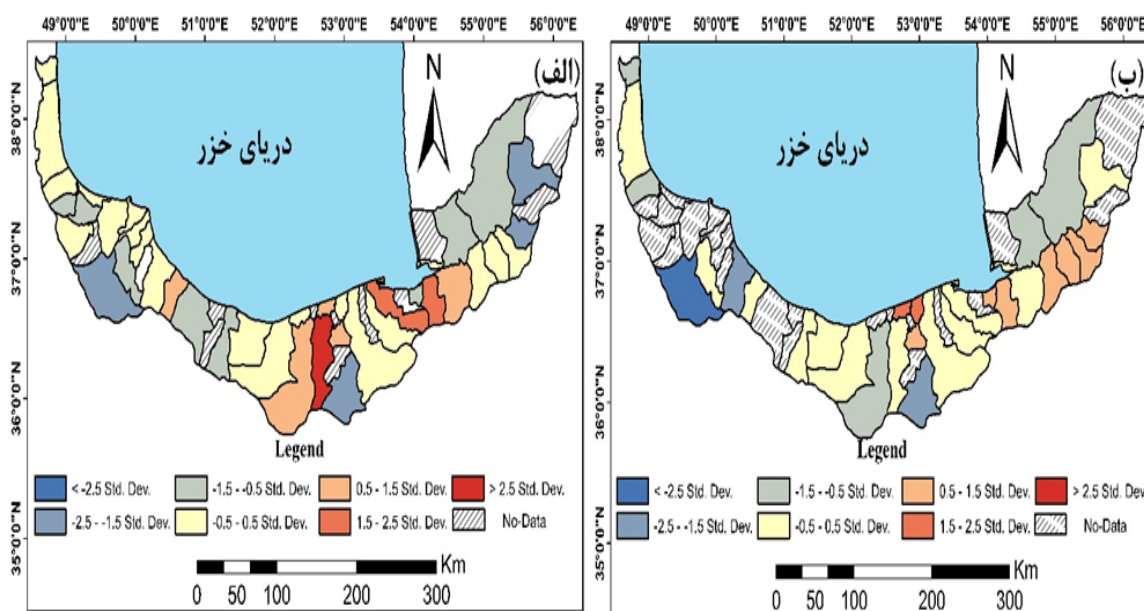 49°0'0"E 50°0'0"E 51°0'0"E 52°0'0"E 53°0'0"E 54°0'0"E 55°0'0"E 56°0'0"E
(الف)
N
دریای خزر
38°0'0"N
37°0'0"N
36°0'0"N
35°0'0"N
Legend
< -2.5 Std. Dev. -1.5 - -0.5 Std. Dev. 0.5 - 1.5 Std. Dev. > 2.5 Std. Dev.
-2.5 - -1.5 Std. Dev. -0.5 - 0.5 Std. Dev. 1.5 - 2.5 Std. Dev. No-Data
Km
0 50 100 200 300
49°0'0"E 50°0'0"E 51°0'0"E 52°0'0"E 53°0'0"E 54°0'0"E 55°0'0"E 56°0'0"E
(ب)
N
دریای خزر
38°0'0"N
37°0'0"N
36°0'0"N
35°0'0"N
Legend
< -2.5 Std. Dev. -1.5 - -0.5 Std. Dev. 0.5 - 1.5 Std. Dev. > 2.5 Std. Dev.
-2.5 - -1.5 Std. Dev. -0.5 - 0.5 Std. Dev. 1.5 - 2.5 Std. Dev. No-Data
Km
0 50 100 200 300